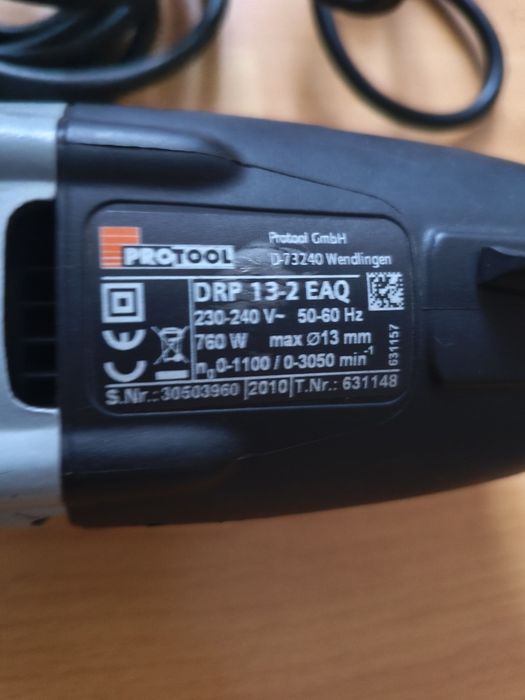 PROTOOL
Protool GmbH
D-73240 Wendlingen
DRP 13-2 EAQ
230-240 V~ 50-60 Hz
760 W max Ø13 mm
n₀ 0-1100 / 0-3050 min⁻¹
CE
631157
S.Nr.: 30503960 2010 T.Nr.: 631148